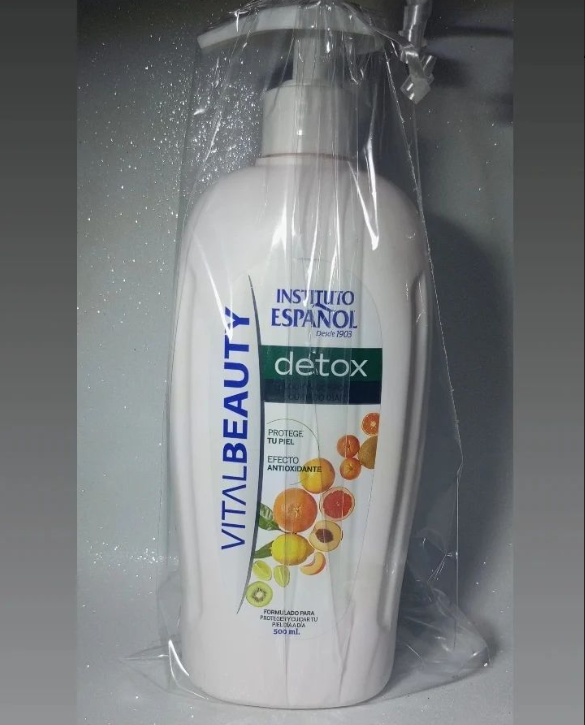 VITALBEAUTY
INSTITUTO
ESPAÑOL
Desde 1903
detox
PROTEGE
TU PIEL
EFECTO
ANTIOXIDANTE
FORMULADO PARA
PROTEGER Y CUIDAR TU
PIEL DÍA A DÍA
500 ml.